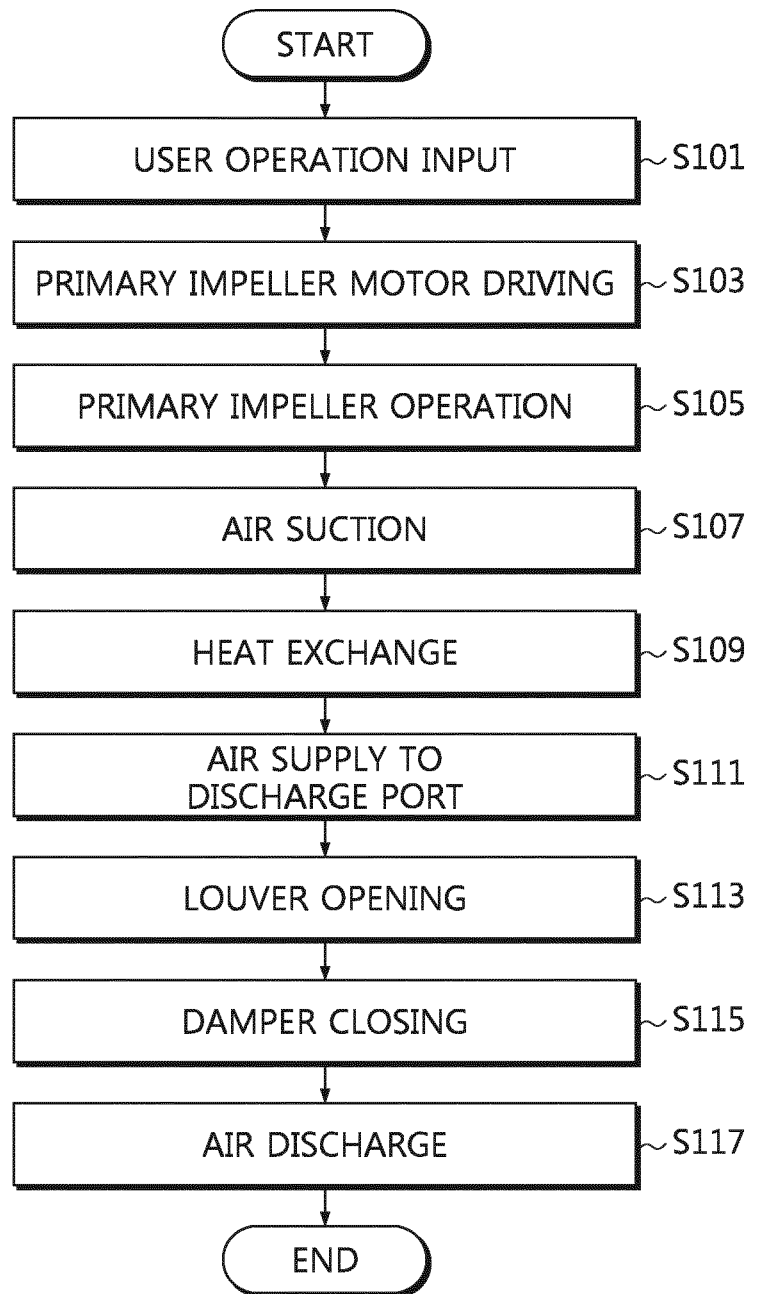 START
USER OPERATION INPUT
S101
PRIMARY IMPELLER MOTOR DRIVING
S103
PRIMARY IMPELLER OPERATION
S105
AIR SUCTION
S107
HEAT EXCHANGE
S109
AIR SUPPLY TO
DISCHARGE PORT
S111
LOUVER OPENING
S113
DAMPER CLOSING
S115
AIR DISCHARGE
S117
END